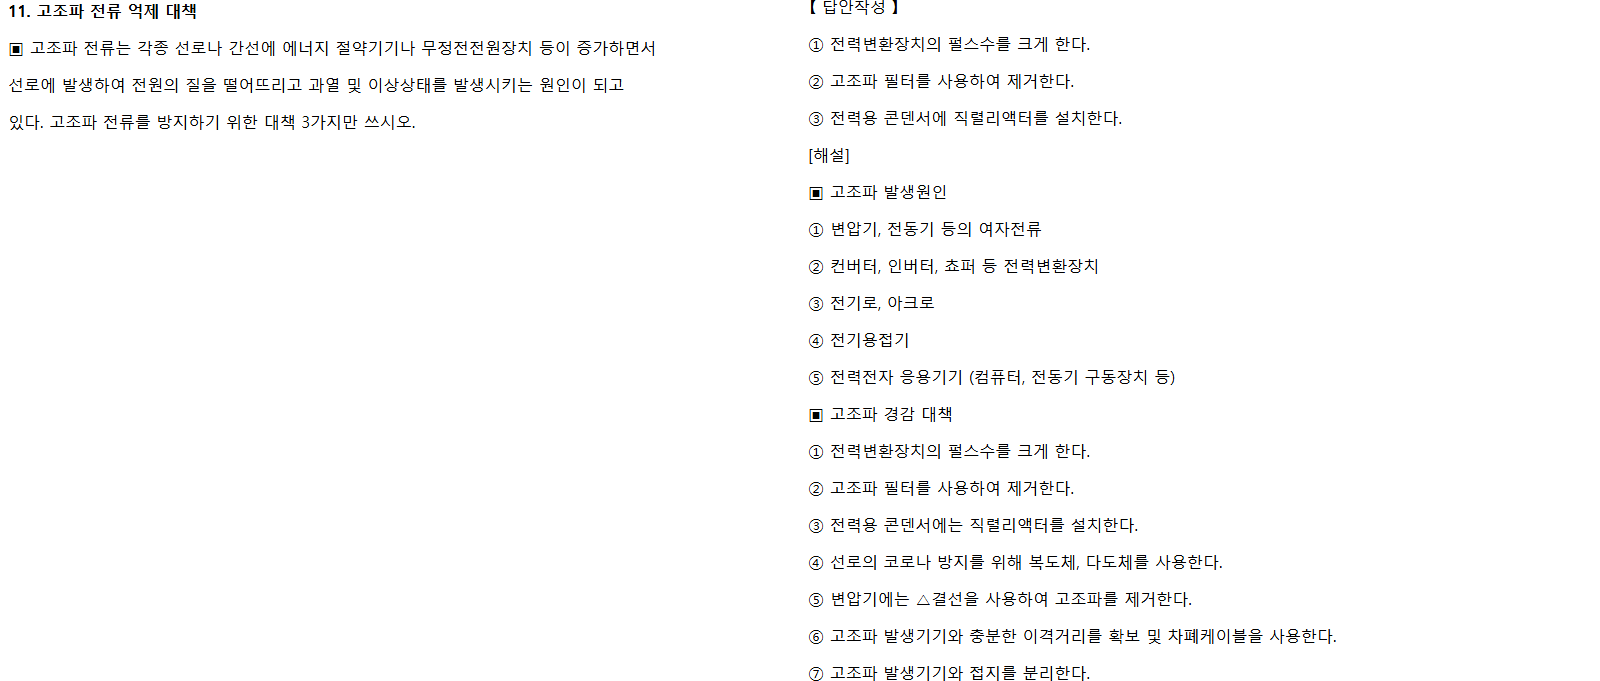 11. 고조파 전류 억제 대책
▣ 고조파 전류는 각종 선로나 간선에 에너지 절약기기나 무정전전원장치 등이 증가하면서
선로에 발생하여 전원의 질을 떨어뜨리고 과열 및 이상상태를 발생시키는 원인이 되고
있다. 고조파 전류를 방지하기 위한 대책 3가지만 쓰시오.
【 답안작성 】
① 전력변환장치의 펄스수를 크게 한다.
② 고조파 필터를 사용하여 제거한다.
③ 전력용 콘덴서에 직렬리액터를 설치한다.
[해설]
▣ 고조파 발생원인
① 변압기, 전동기 등의 여자전류
② 컨버터, 인버터, 쵸퍼 등 전력변환장치
③ 전기로, 아크로
④ 전기용접기
⑤ 전력전자 응용기기 (컴퓨터, 전동기 구동장치 등)
▣ 고조파 경감 대책
① 전력변환장치의 펄스수를 크게 한다.
② 고조파 필터를 사용하여 제거한다.
③ 전력용 콘덴서에는 직렬리액터를 설치한다.
④ 선로의 코로나 방지를 위해 복도체, 다도체를 사용한다.
⑤ 변압기에는 △결선을 사용하여 고조파를 제거한다.
⑥ 고조파 발생기기와 충분한 이격거리를 확보 및 차폐케이블을 사용한다.
⑦ 고조파 발생기기와 접지를 분리한다.